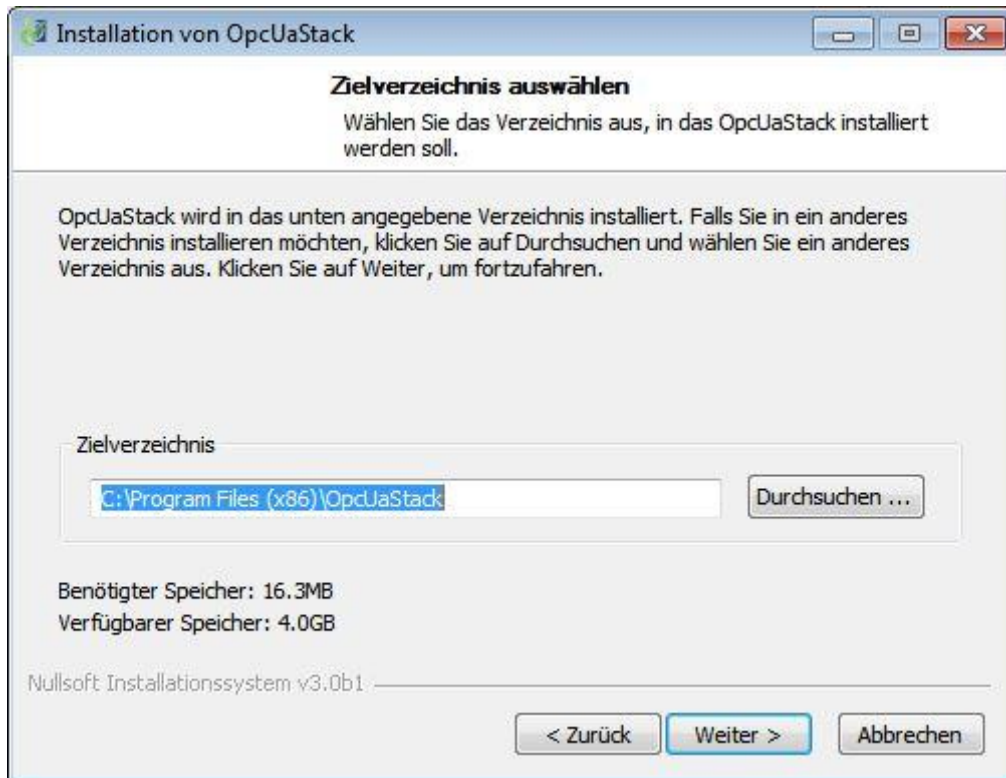 Installation von OpcUaStack
Zielverzeichnis auswählen
Wählen Sie das Verzeichnis aus, in das OpcUaStack installiert
werden soll.
OpcUaStack wird in das unten angegebene Verzeichnis installiert. Falls Sie in ein anderes
Verzeichnis installieren möchten, klicken Sie auf Durchsuchen und wählen Sie ein anderes
Verzeichnis aus. Klicken Sie auf Weiter, um fortzufahren.
Zielverzeichnis
C:\Program Files (x86)\OpcUaStack
Durchsuchen ...
Benötigter Speicher: 16.3MB
Verfügbarer Speicher: 4.0GB
Nullsoft Installationssystem v3.0b1
< Zurück
Weiter >
Abbrechen